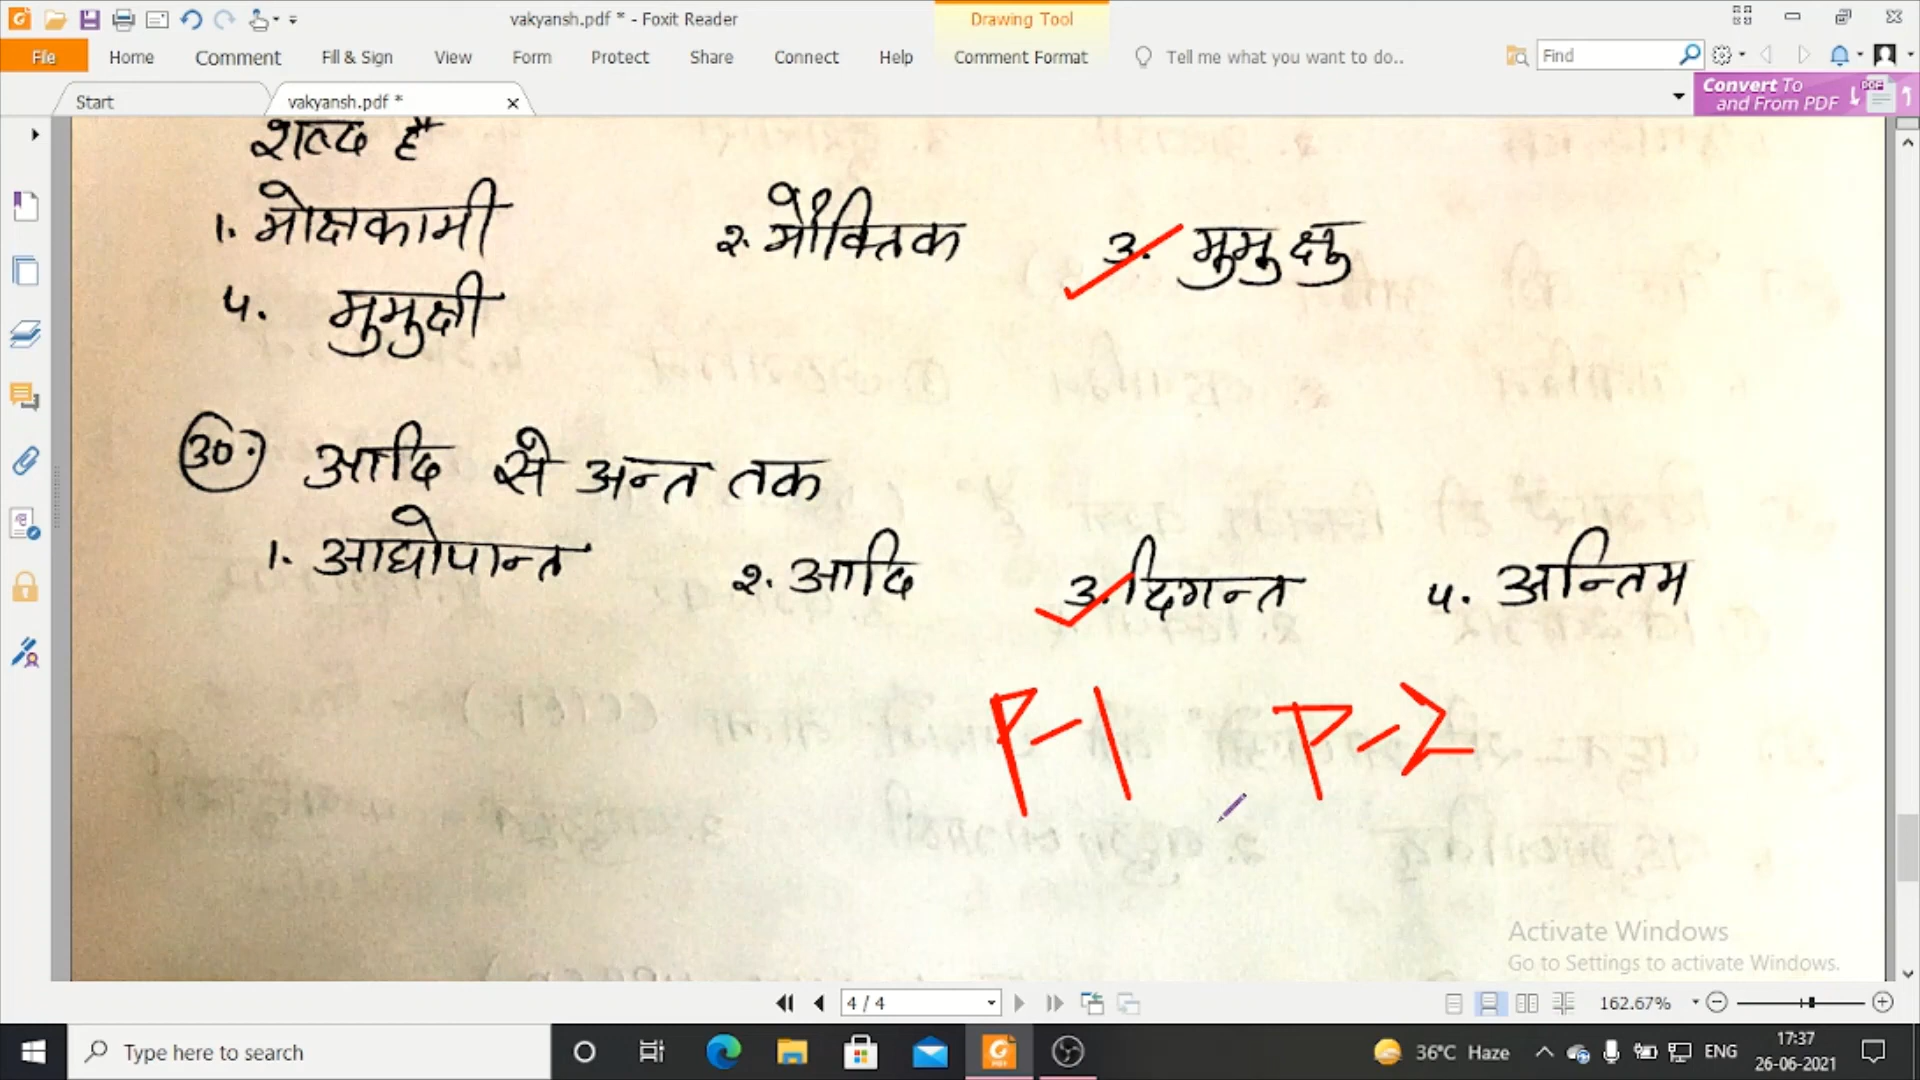 vakyansh.pdf * - Foxit Reader
Drawing Tool
File Home Comment Fill & Sign View Form Protect Share Connect Help Comment Format Tell me what you want to do.. Find
Start vakyansh.pdf *
Convert To
and From PDF
PDF
शब्द है
1. मोक्षकामी २. मौक्तिक 3. मुमुक्षु
4. मुमुक्षी
30. आदि से अन्त तक
1. आद्योपान्त २. आदि 3. दिगन्त 4. अन्तिम
P-1 P-2
Activate Windows
Go to Settings to activate Windows.
4 / 4 162.67%
Type here to search 36°C Haze ENG 17:37
26-06-2021